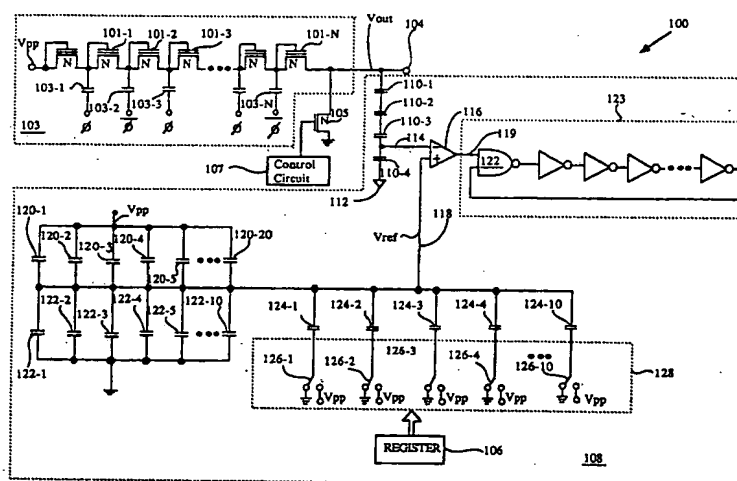 100
Vout
104
101-1
101-2
101-3
101-N
Vpp
N
N
N
N
N
N
103-1
103-2
103-3
103-N
103
ø
ø
ø
ø
ø
N
105
107
Control
Circuit
110-1
110-2
110-3
110-4
112
114
116
118
119
122
123
Vref
Vpp
120-1
120-2
120-3
120-4
120-5
120-20
122-1
122-2
122-3
122-4
122-5
122-10
124-1
124-2
124-3
124-4
124-10
126-1
126-2
126-3
126-4
126-10
128
Vpp
Vpp
Vpp
Vpp
Vpp
REGISTER
106
108